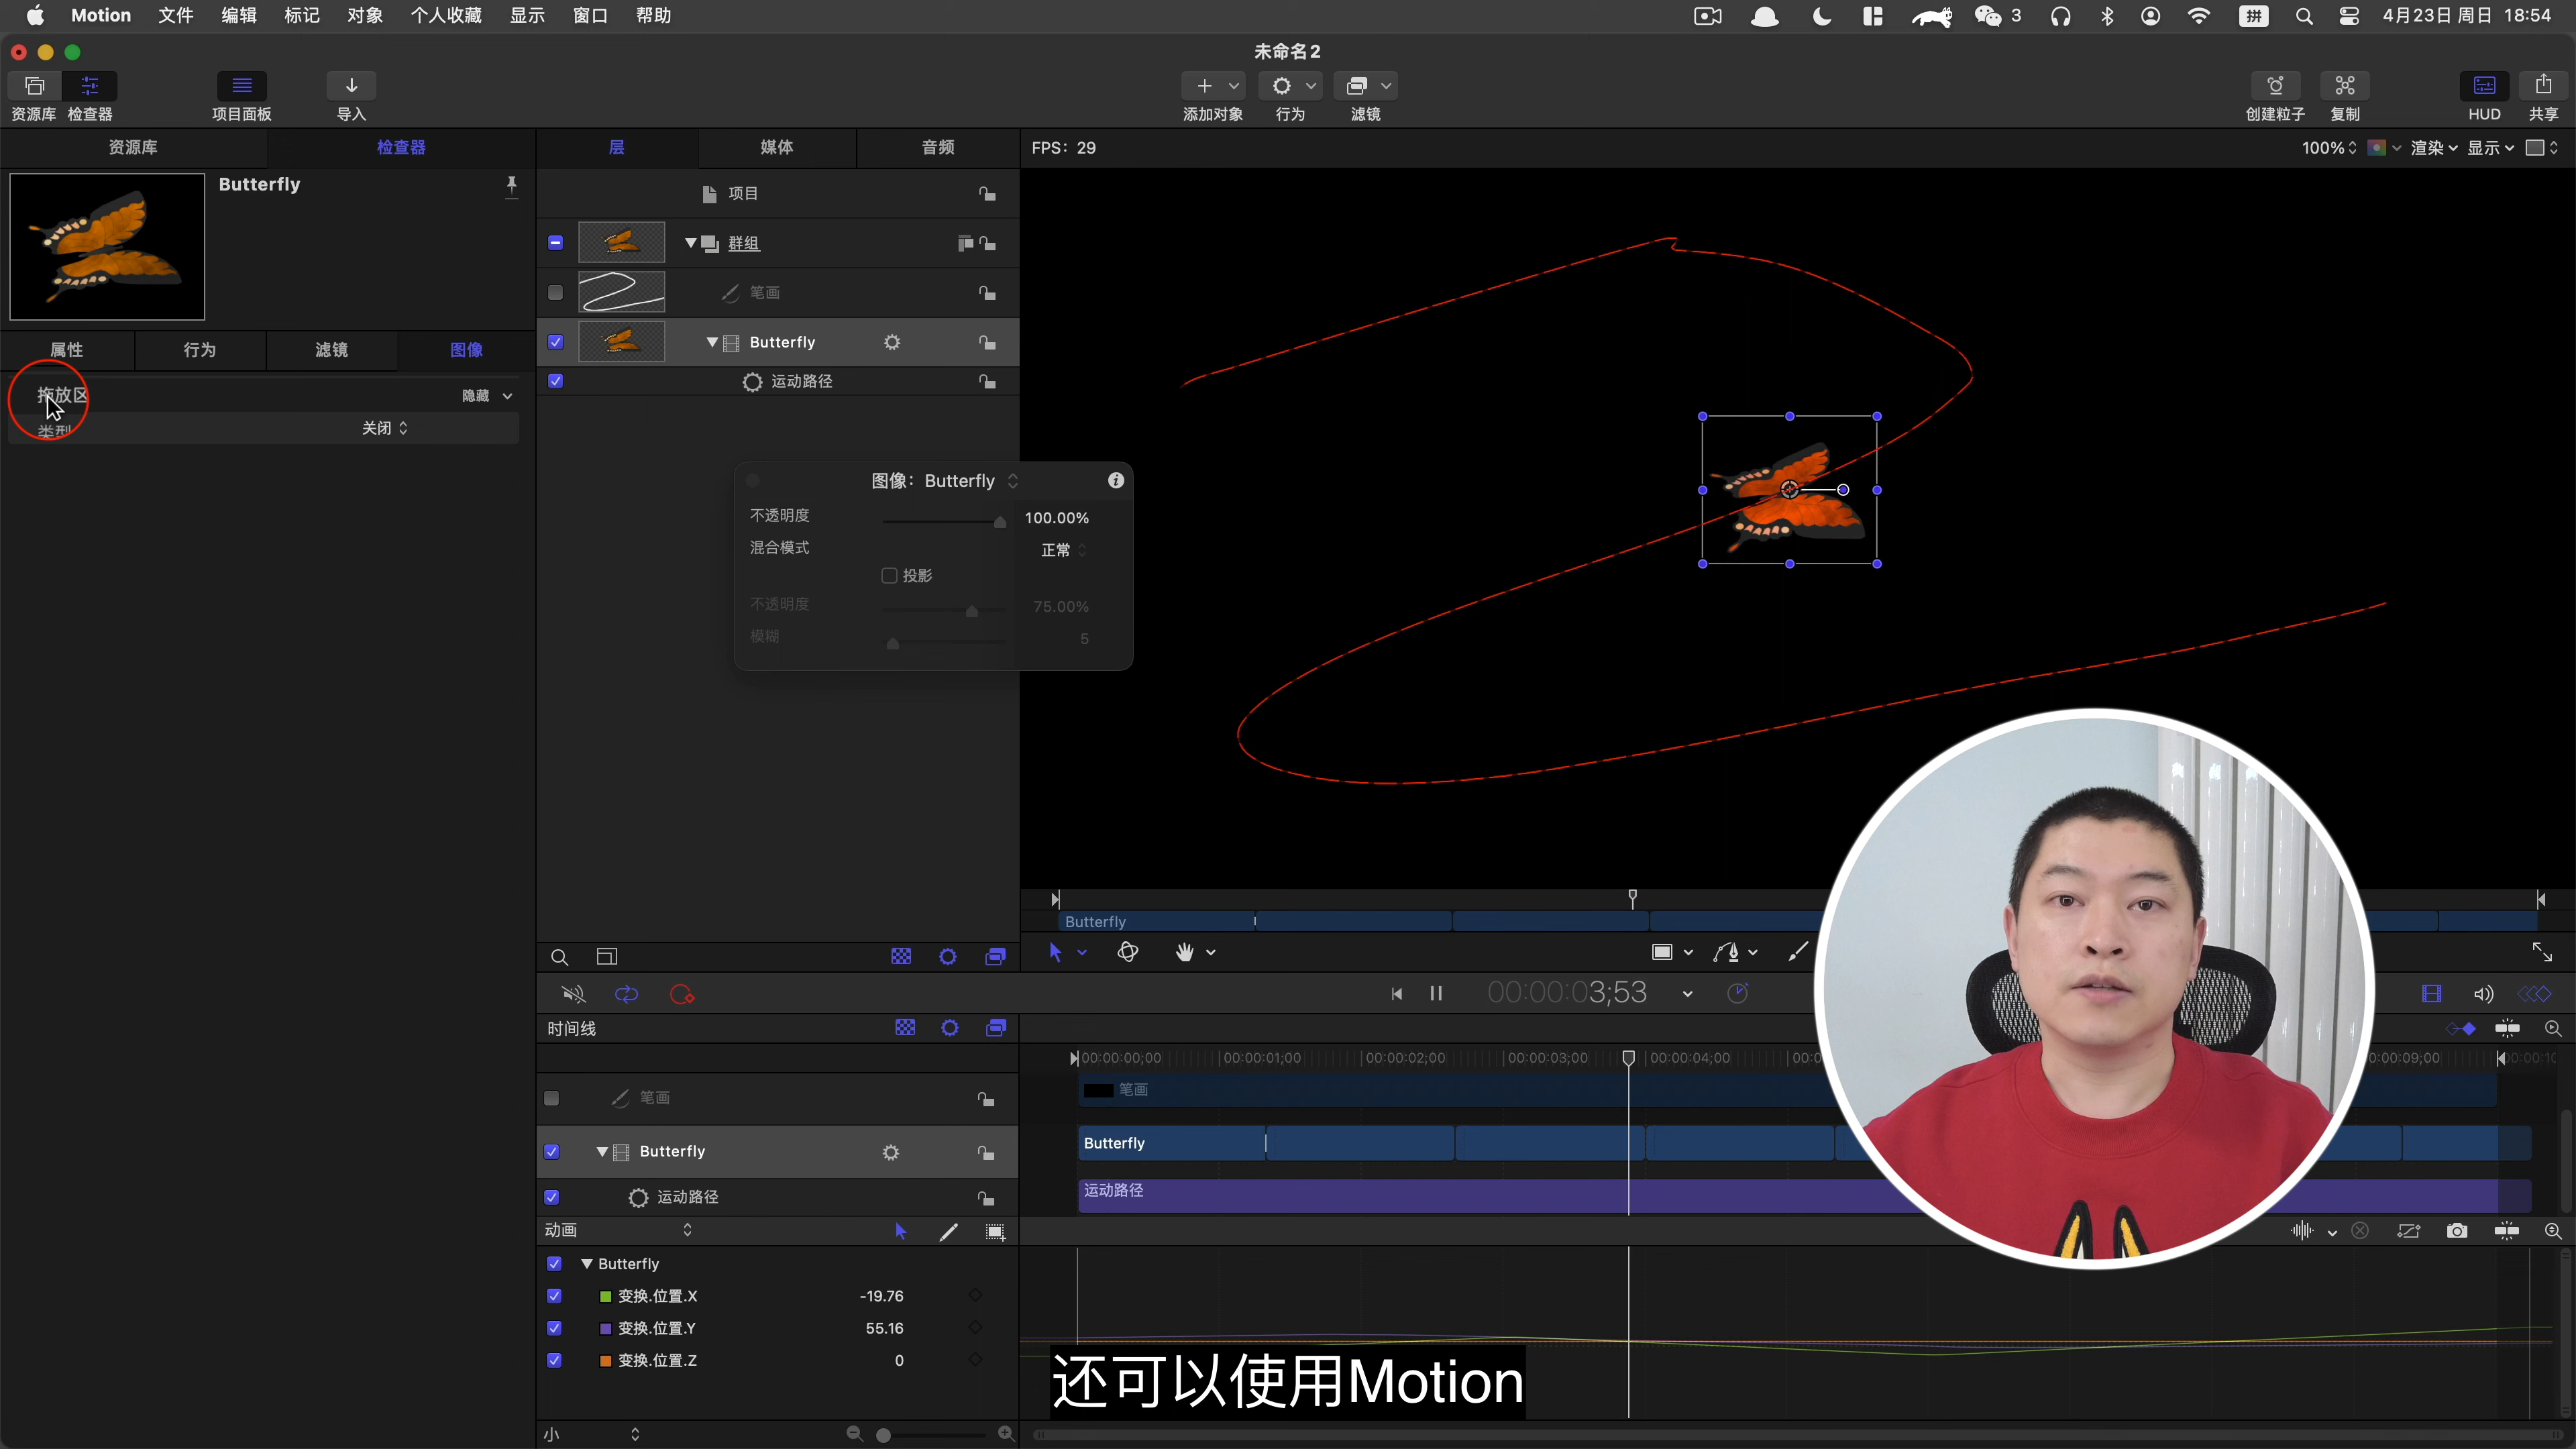 Motion 文件 编辑 标记 对象 个人收藏 显示 窗口 帮助
3 拼 4月23日 周日 18:54
未命名2
资源库 检查器 项目面板 导入 添加对象 行为 滤镜 创建粒子 复制 HUD 共享
资源库 检查器 层 媒体 音频 FPS: 29 100% 渲染 显示
Butterfly
项目
群组
笔画
Butterfly
运动路径
属性 行为 滤镜 图像
拖放区 隐藏
类型 关闭
图像: Butterfly
不透明度 100.00%
混合模式 正常
投影
不透明度 75.00%
模糊 5
Butterfly
00:00:03;53
时间线
00:00:00;00 00:00:01;00 00:00:02;00 00:00:03;00 00:00:04;00
笔画 笔画
Butterfly Butterfly
运动路径 运动路径
动画
Butterfly
变换.位置.X -19.76
变换.位置.Y 55.16
变换.位置.Z 0
还可以使用Motion
小